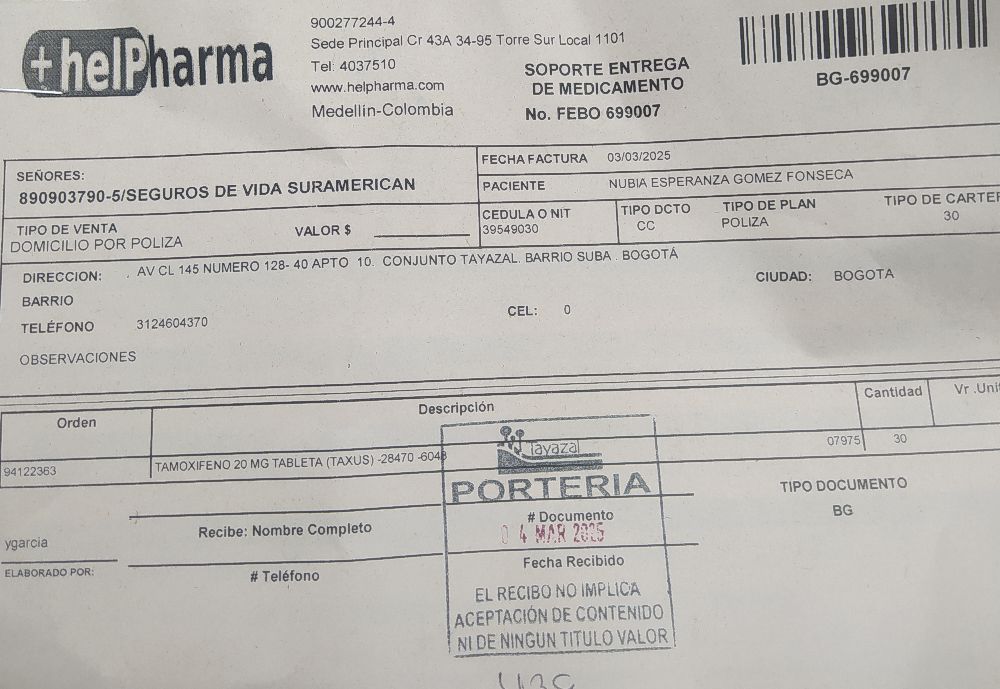 +helPharma
900277244-4
Sede Principal Cr 43A 34-95 Torre Sur Local 1101
Tel: 4037510
www.helpharma.com
Medellin-Colombia
SOPORTE ENTREGA
DE MEDICAMENTO
No. FEBO 699007
BG-699007
SEÑORES:
890903790-5/SEGUROS DE VIDA SURAMERICAN
FECHA FACTURA 03/03/2025
PACIENTE NUBIA ESPERANZA GOMEZ FONSECA
TIPO DE VENTA
DOMICILIO POR POLIZA
VALOR $
CEDULA O NIT
39549030
TIPO DCTO
CC
TIPO DE PLAN
POLIZA
TIPO DE CARTER
30
DIRECCION: . AV CL 145 NUMERO 128- 40 APTO 10. CONJUNTO TAYAZAL. BARRIO SUBA . BOGOTÁ
CIUDAD: BOGOTA
BARRIO
TELÉFONO 3124604370
CEL: 0
OBSERVACIONES
Orden Descripción Cantidad Vr .Unit
94122363 TAMOXIFENO 20 MG TABLETA (TAXUS) -28470 -6048 07975 30
Tayazal
PORTERIA
Recibe: Nombre Completo
# Documento
04 MAR 2025
TIPO DOCUMENTO
BG
ygarcia
ELABORADO POR:
# Teléfono
Fecha Recibido
EL RECIBO NO IMPLICA
ACEPTACIÓN DE CONTENIDO
NI DE NINGUN TITULO VALOR